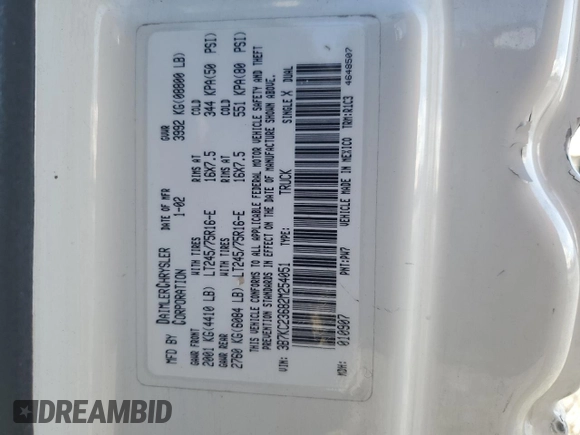 MFD BY DAIMLERCHRYSLER CORPORATION DATE OF MFR 1-02 GVWR 3992 KG(08800 LB)
GAWR FRONT WITH TIRES RIMS AT COLD
2001 KG(4410 LB) LT245/75R16-E 16X7.5 344 KPA(50 PSI)
GAWR REAR WITH TIRES RIMS AT COLD
2760 KG(6084 LB) LT245/75R16-E 16X7.5 551 KPA(80 PSI)
THIS VEHICLE CONFORMS TO ALL APPLICABLE FEDERAL MOTOR VEHICLE SAFETY AND THEFT
PREVENTION STANDARDS IN EFFECT ON THE DATE OF MANUFACTURE SHOWN ABOVE.
VIN: 3B7KC23682M254051 TYPE: TRUCK SINGLE X DUAL
MDH: 010907 PNT:PW7 VEHICLE MADE IN MEXICO TRM:R1C3
4648507
DREAMBID